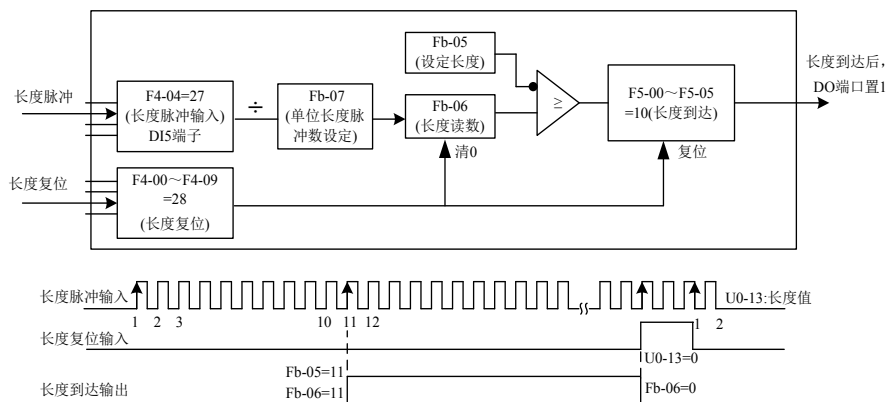 Fb-05
(设定长度)
长度到达后,
DO端口置1
长度脉冲
F4-04=27
(长度脉冲输入)
DI5端子
÷
Fb-07
(单位长度脉
冲数设定)
Fb-06
(长度读数)
≥
F5-00～F5-05
=10(长度到达)
清0
复位
长度复位
F4-00～F4-09
=28
(长度复位)
长度脉冲输入
U0-13:长度值
1 2 3 10 11 12 1 2
长度复位输入
U0-13=0
Fb-05=11
Fb-06=11
Fb-06=0
长度到达输出